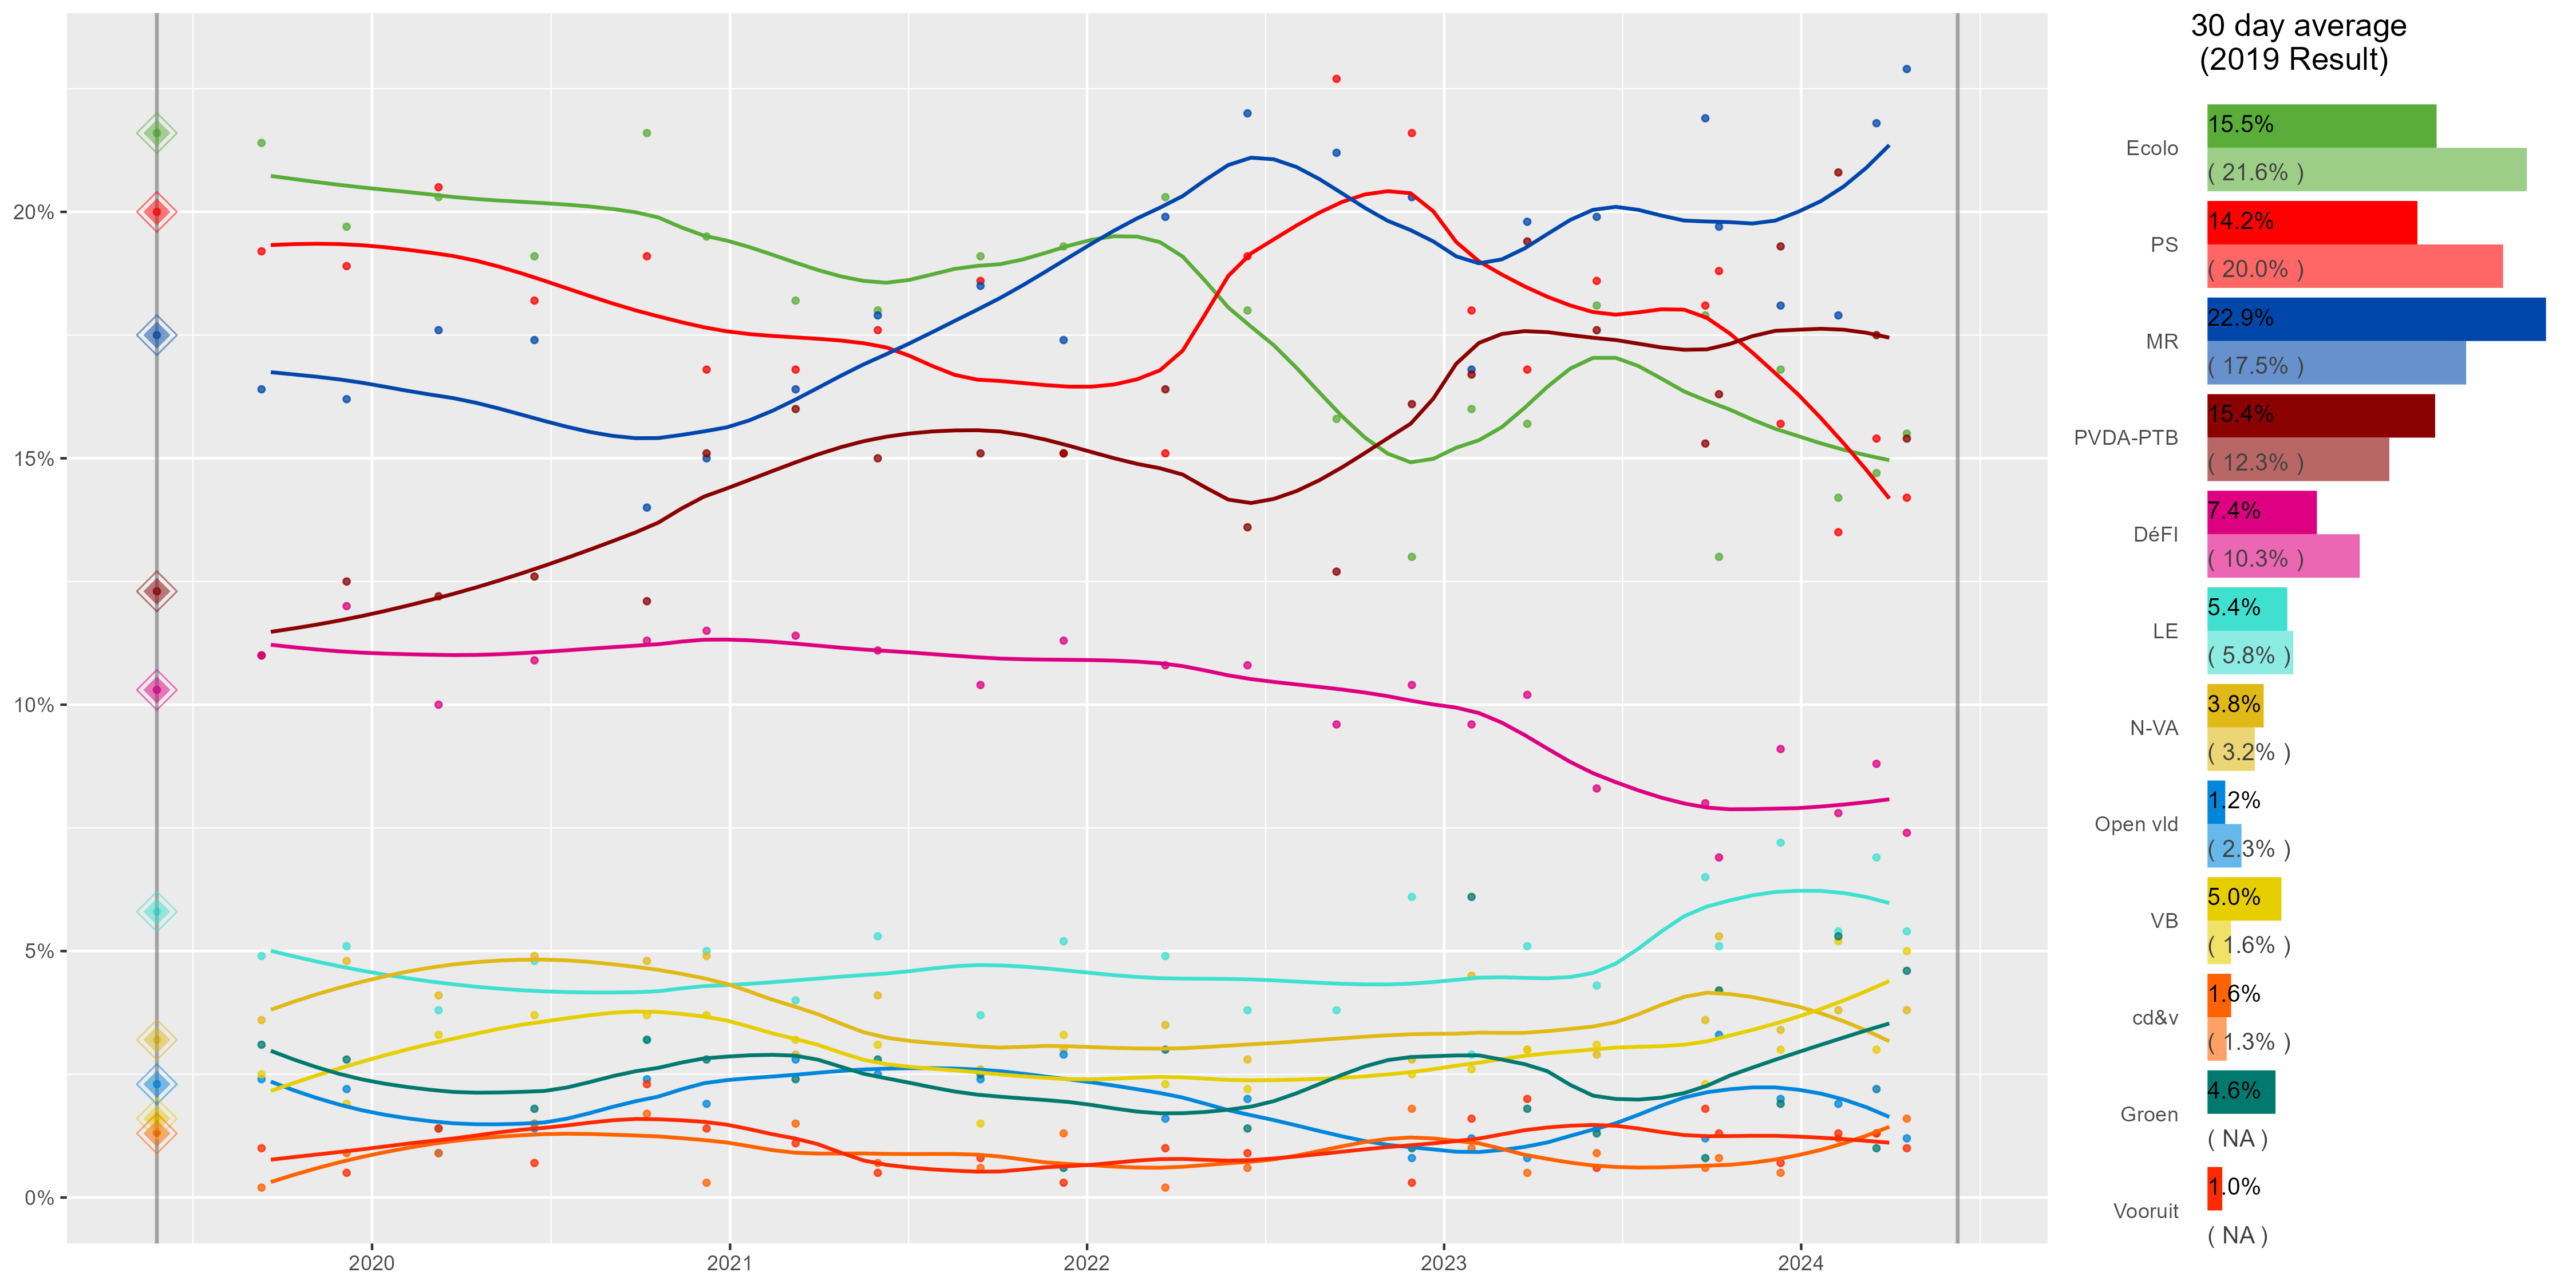 30 day average
(2019 Result)
20%
15%
10%
5%
0%
2020
2021
2022
2023
2024
Ecolo
15.5%
( 21.6% )
PS
14.2%
( 20.0% )
MR
22.9%
( 17.5% )
PVDA-PTB
15.4%
( 12.3% )
DéFI
7.4%
( 10.3% )
LE
5.4%
( 5.8% )
N-VA
3.8%
( 3.2% )
Open vld
1.2%
( 2.3% )
VB
5.0%
( 1.6% )
cd&v
1.6%
( 1.3% )
Groen
4.6%
( NA )
Vooruit
1.0%
( NA )